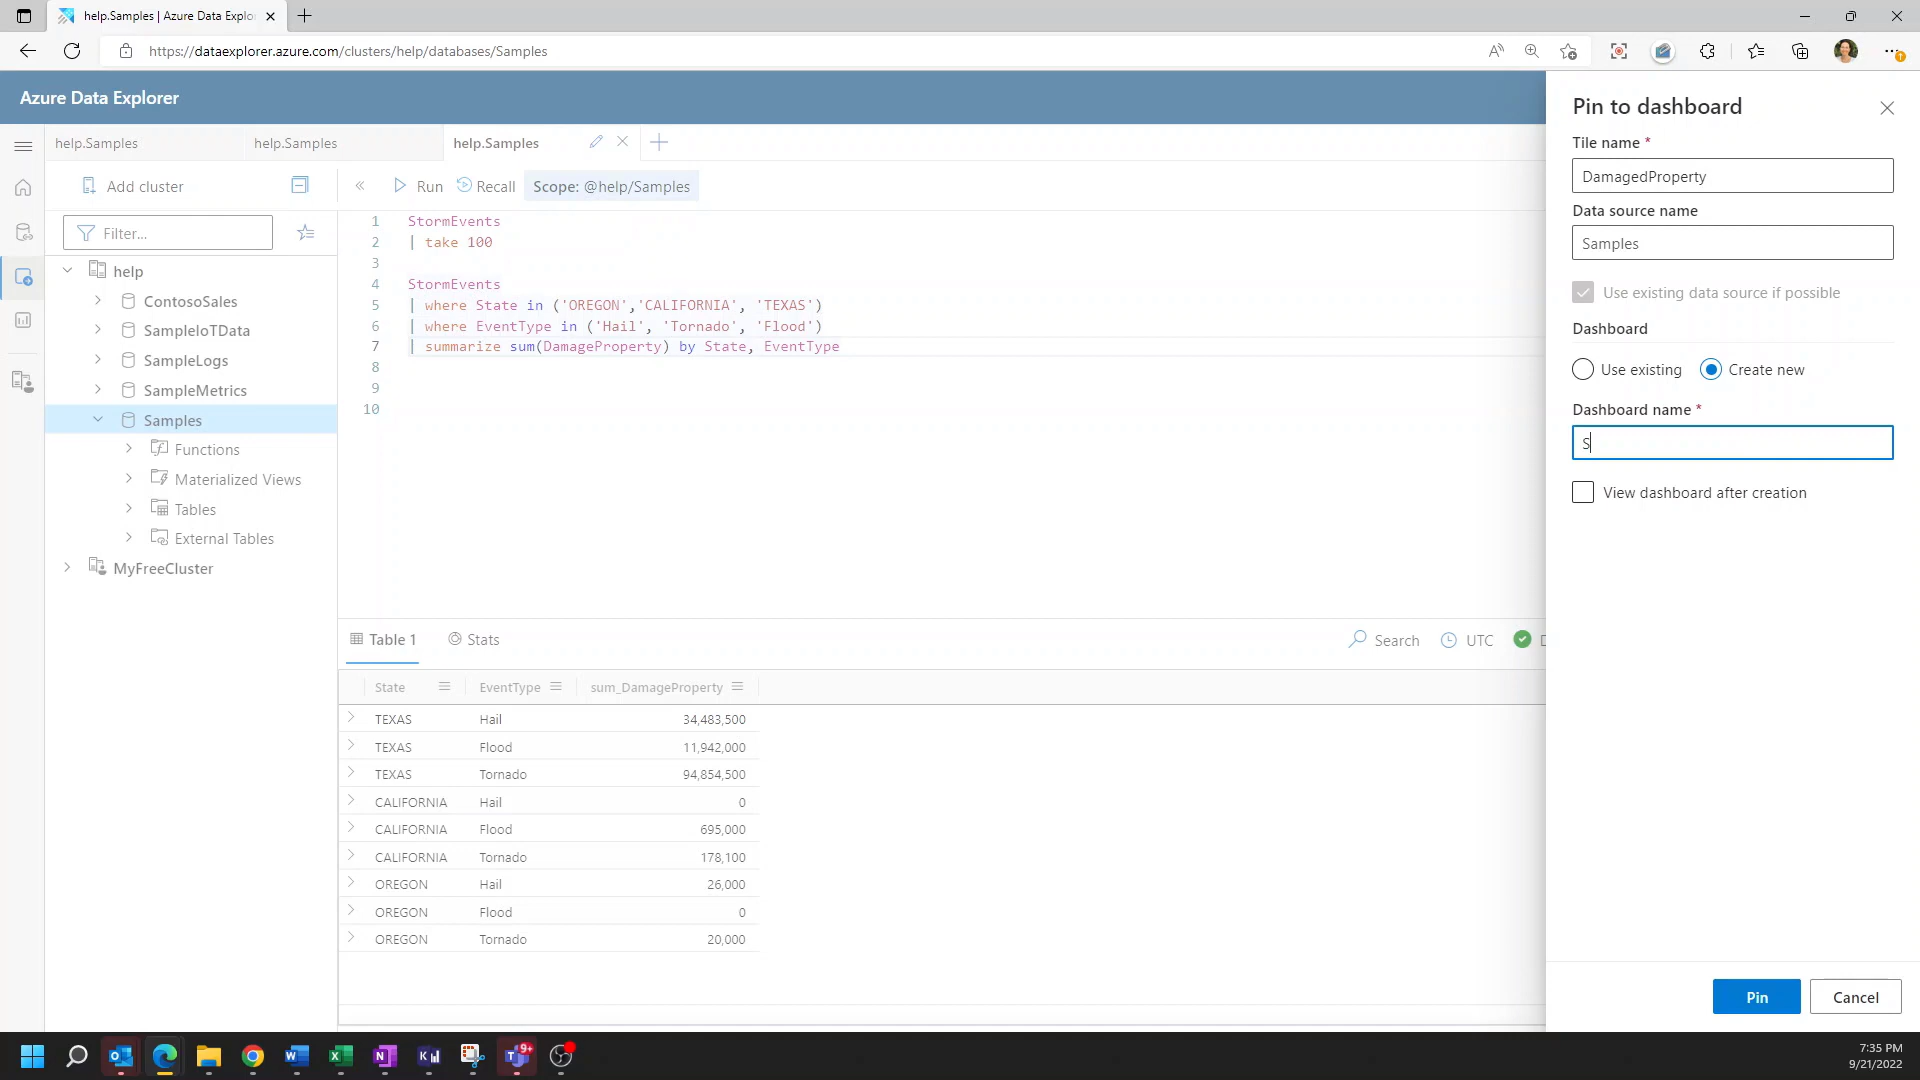 help.Samples | Azure Data Explo
https://dataexplorer.azure.com/clusters/help/databases/Samples
Azure Data Explorer
help.Samples
help.Samples
help.Samples
Add cluster
Run
Recall
Scope: @help/Samples
Filter...
help
ContosoSales
SampleIoTData
SampleLogs
SampleMetrics
Samples
Functions
Materialized Views
Tables
External Tables
MyFreeCluster
1 StormEvents
2 | take 100
3
4 StormEvents
5 | where State in ('OREGON','CALIFORNIA', 'TEXAS')
6 | where EventType in ('Hail', 'Tornado', 'Flood')
7 | summarize sum(DamageProperty) by State, EventType
8
9
10
Table 1
Stats
Search
UTC
D
State EventType sum_DamageProperty
TEXAS Hail 34,483,500
TEXAS Flood 11,942,000
TEXAS Tornado 94,854,500
CALIFORNIA Hail 0
CALIFORNIA Flood 695,000
CALIFORNIA Tornado 178,100
OREGON Hail 26,000
OREGON Flood 0
OREGON Tornado 20,000
Pin to dashboard
Tile name *
DamagedProperty
Data source name
Samples
Use existing data source if possible
Dashboard
Use existing
Create new
Dashboard name *
S
View dashboard after creation
Pin
Cancel
9+
7:35 PM
9/21/2022